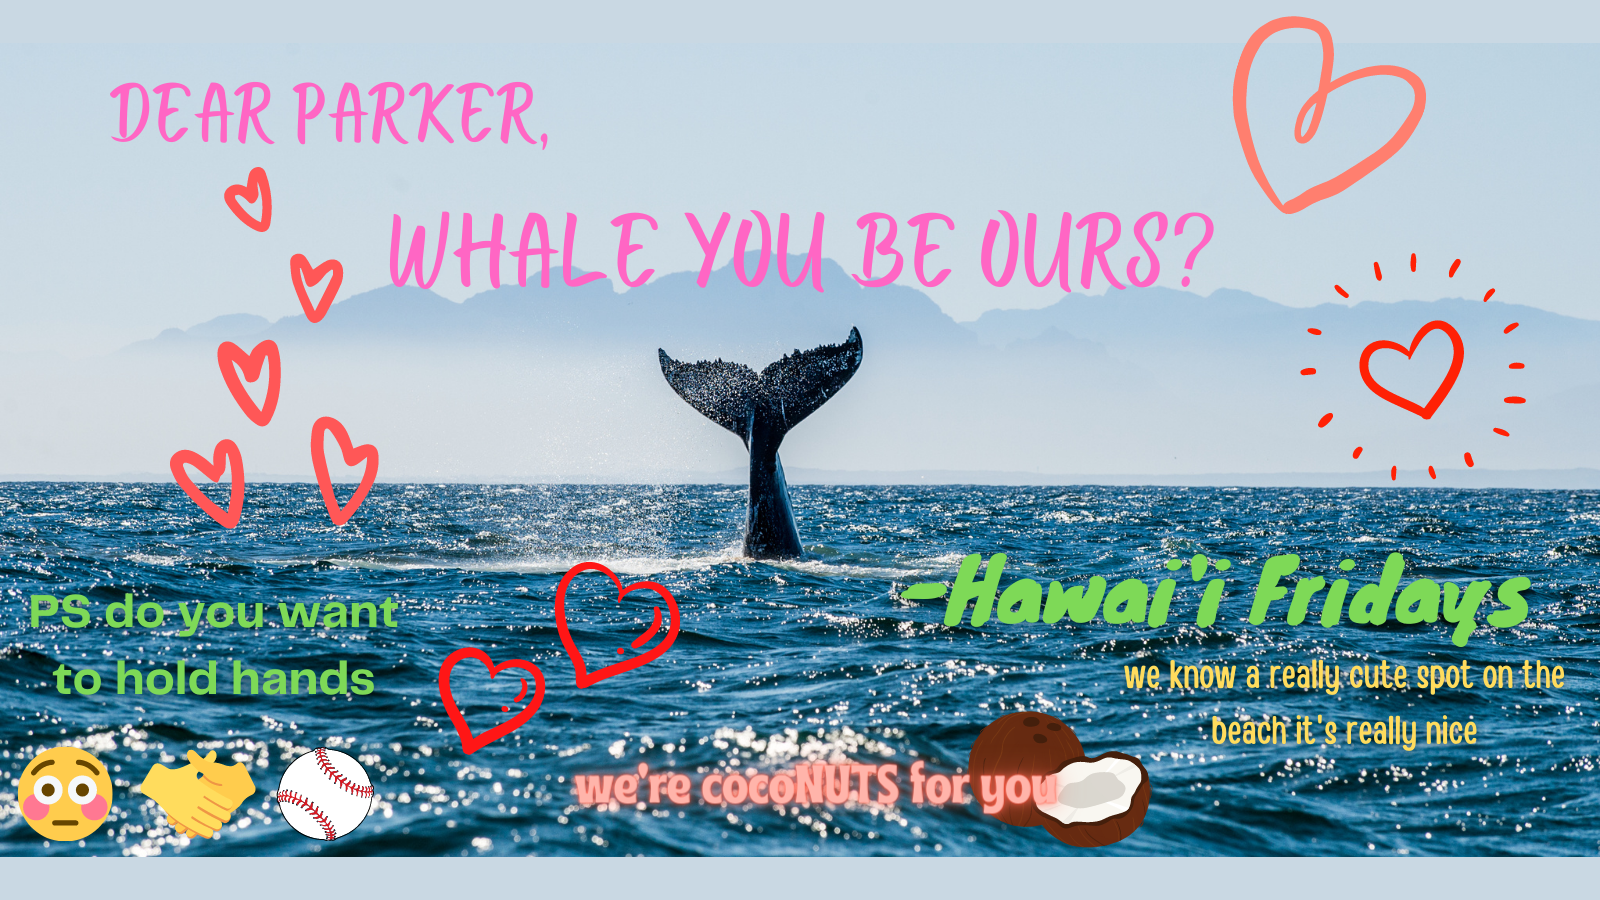 DEAR PARKER,
WHALE YOU BE OURS?
-Hawai'i Fridays
PS do you want
to hold hands
we know a really cute spot on the
beach it's really nice
we're cocoNUTS for you